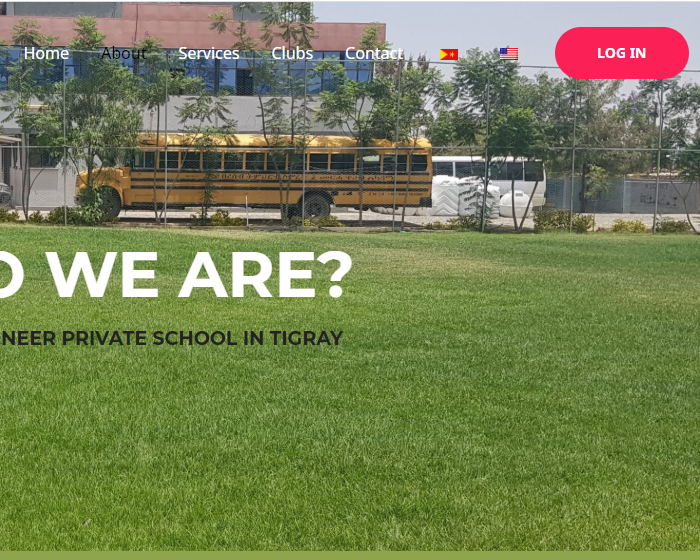 Home About Services Clubs Contact LOG IN
O WE ARE?
NEER PRIVATE SCHOOL IN TIGRAY